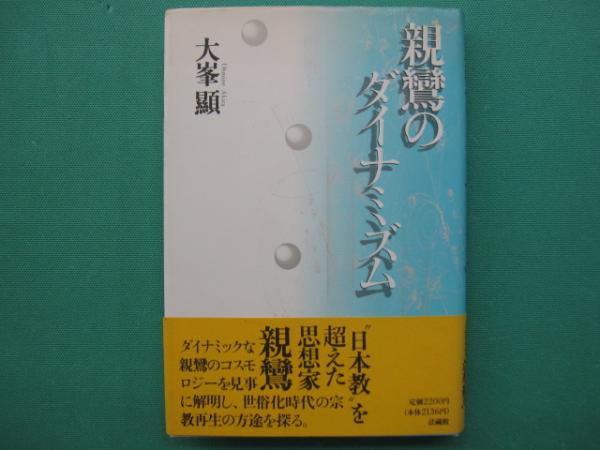 親鸞の
ダイナミズム
大峯顯
Ohmine Akira
“日本教”を
超えた
思想家
親鸞
ダイナミックな
親鸞のコスモ
ロジーを見事
に解明し、世俗化時代の宗
教再生の方途を探る。
定価2200円
(本体2136円)
法藏館